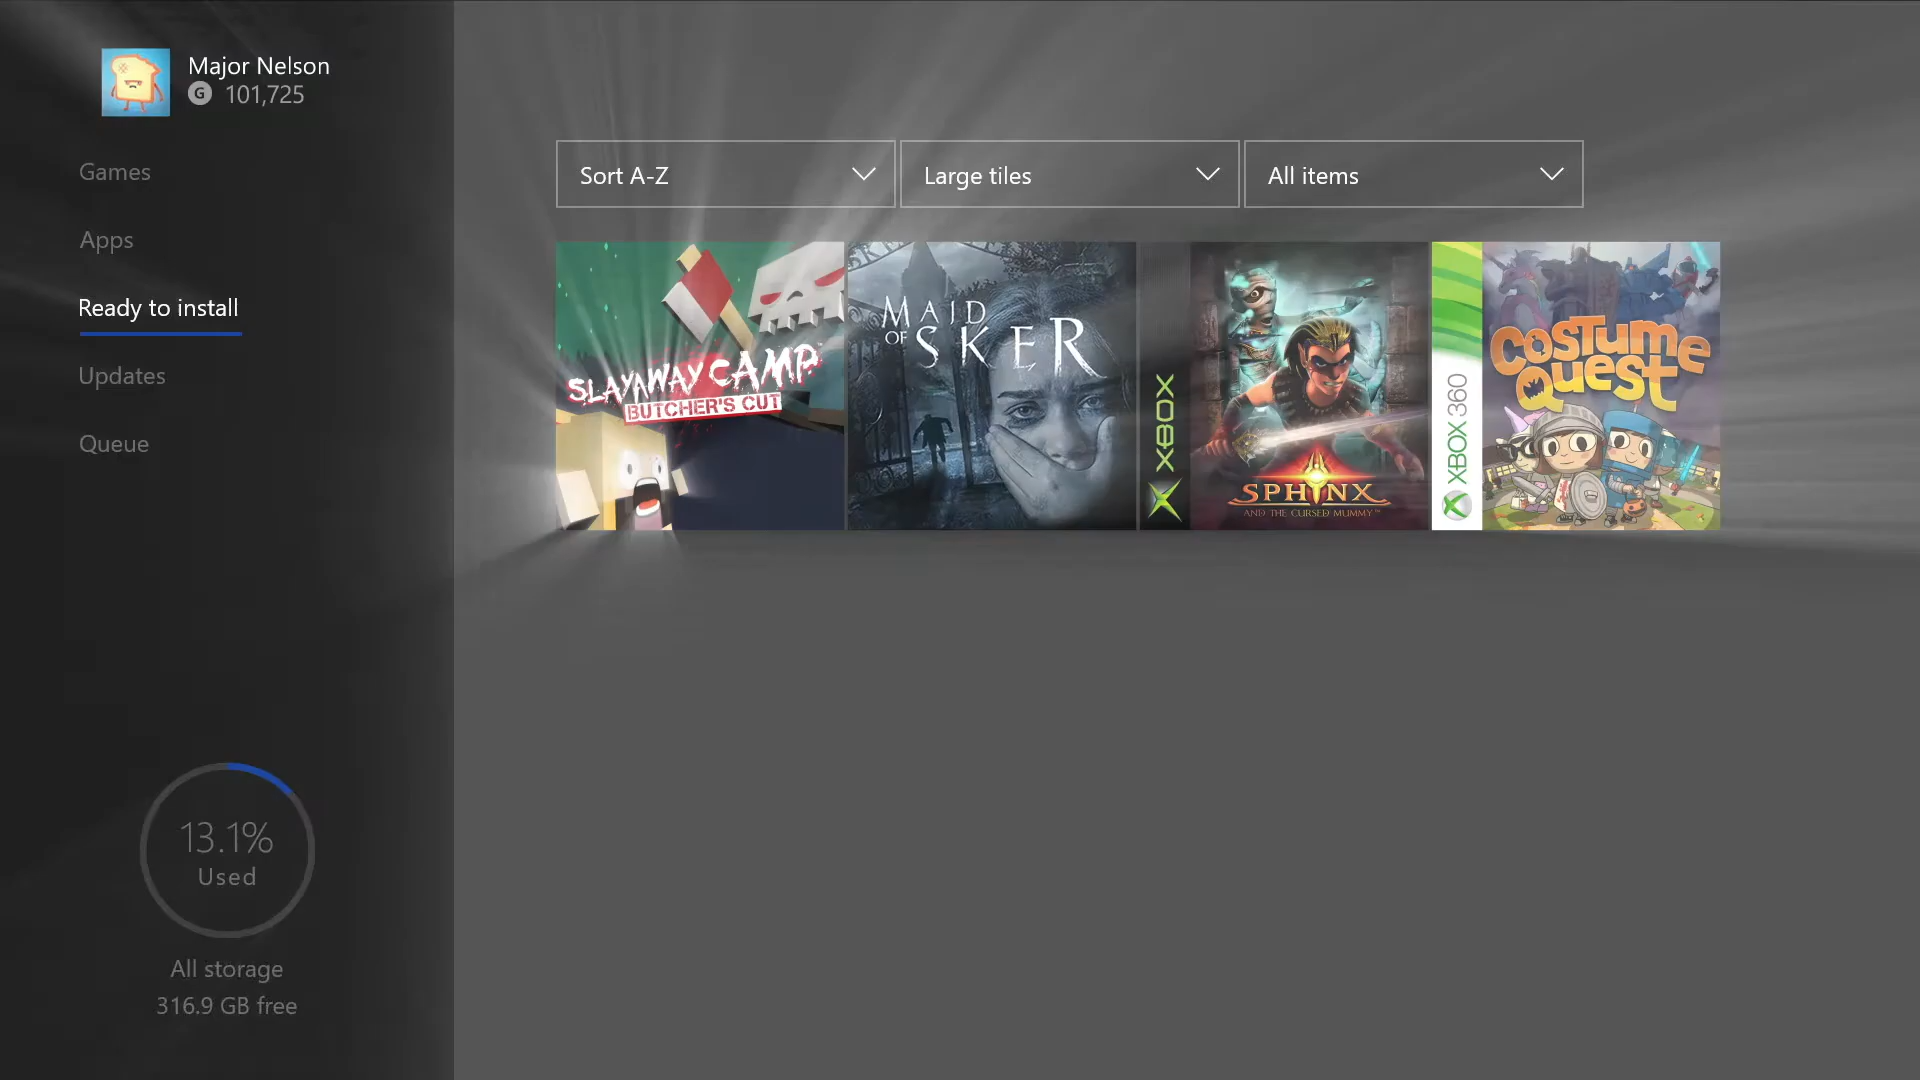 Major Nelson
G 101,725
Games
Apps
Ready to install
Updates
Queue
13.1%
Used
All storage
316.9 GB free
Sort A-Z
Large tiles
All items
SLAYAWAY CAMP
BUTCHER'S CUT
MAID
OF SKER
XBOX
SPHINX
AND THE CURSED MUMMY™
XBOX 360
COSTUME
QUEST